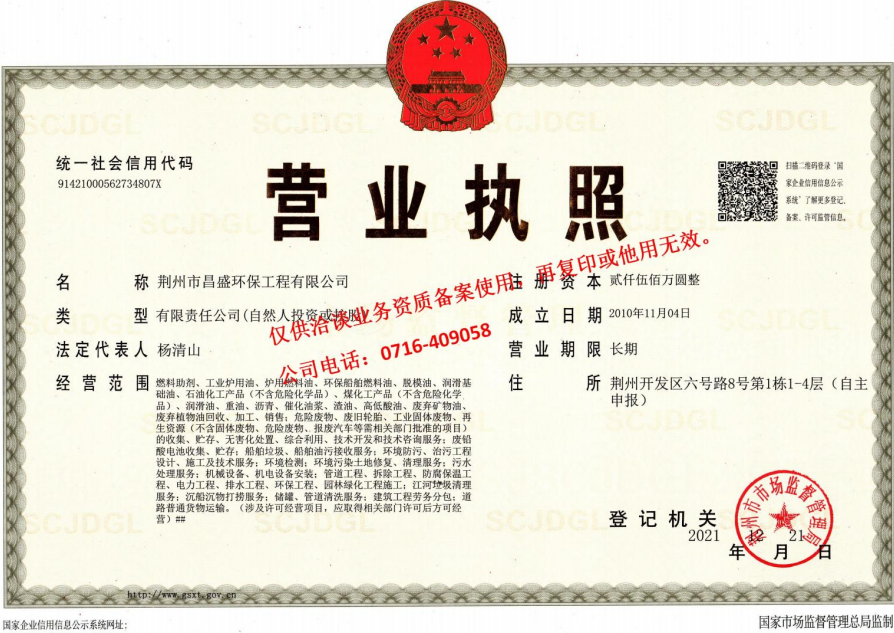 统一社会信用代码
91421000562734807X
营业执照
扫描二维码登录“国
家企业信用信息公示
系统”了解更多登记、
备案、许可监管信息。
名称 荆州市昌盛环保工程有限公司
类型 有限责任公司(自然人投资或控股)
法定代表人 杨清山
经营范围 燃料助剂、工业炉用油、炉用燃料油、环保船舶燃料油、脱模油、润滑基
础油、石油化工产品（不含危险化学品）、煤化工产品（不含危险化学
品）、润滑油、重油、沥青、催化油浆、渣油、高低酸油、废弃矿物油、
废弃植物油回收、加工、销售；危险废物、废旧轮胎、工业固体废物、再
生资源（不含固体废物、危险废物、报废汽车等需相关部门批准的项目）
的收集、贮存、无害化处置、综合利用、技术开发和技术咨询服务；废铅
酸电池收集、贮存；船舶垃圾、船舶油污接收服务；环境防污、治污工程
设计、施工及技术服务；环境检测；环境污染土地修复、清理服务；污水
处理服务；机械设备、机电设备安装；管道工程、拆除工程、防腐保温工
程、电力工程、排水工程、环保工程、园林绿化工程施工；江河垃圾清理
服务；沉船沉物打捞服务；储罐、管道清洗服务；建筑工程劳务分包；道
路普通货物运输。（涉及许可经营项目，应取得相关部门许可后方可经
营）##
注册资本 贰仟伍佰万圆整
成立日期 2010年11月04日
营业期限 长期
住所 荆州开发区六号路8号第1栋1-4层（自主
申报）
仅供洽谈业务资质备案使用，再复印或他用无效。
公司电话：0716-409058
登记机关
荆州市市场监督管理局
2021 12 21
年 月 日
http://www.gsxt.gov.cn
国家企业信用信息公示系统网址：
国家市场监督管理总局监制
SCJDGL